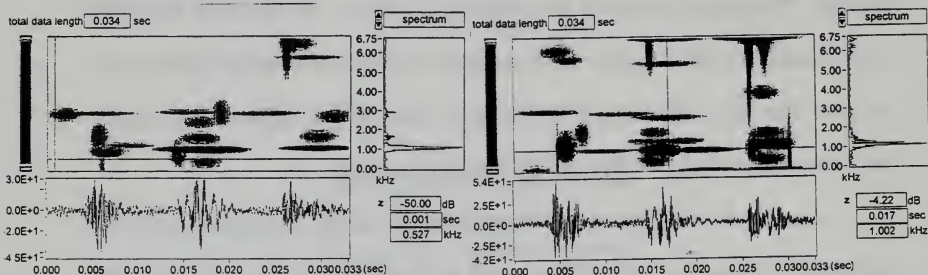 total data length 0.034 sec
spectrum
6.75
5.00
4.00
3.00
2.00
1.00
0.00
kHz
3.0E+1
0.0E+0
-2.0E+1
-4.5E+1
0.000 0.005 0.010 0.015 0.020 0.025 0.030 0.033 (sec)
z -50.00 dB
0.001 sec
0.527 kHz
total data length 0.034 sec
spectrum
6.75
6.00
5.00
4.00
3.00
2.00
1.00
0.00
kHz
5.4E+1
2.5E+1
0.0E+0
-2.5E+1
-4.2E+1
0.000 0.005 0.010 0.015 0.020 0.025 0.030 0.033 (sec)
z -4.22 dB
0.017 sec
1.002 kHz